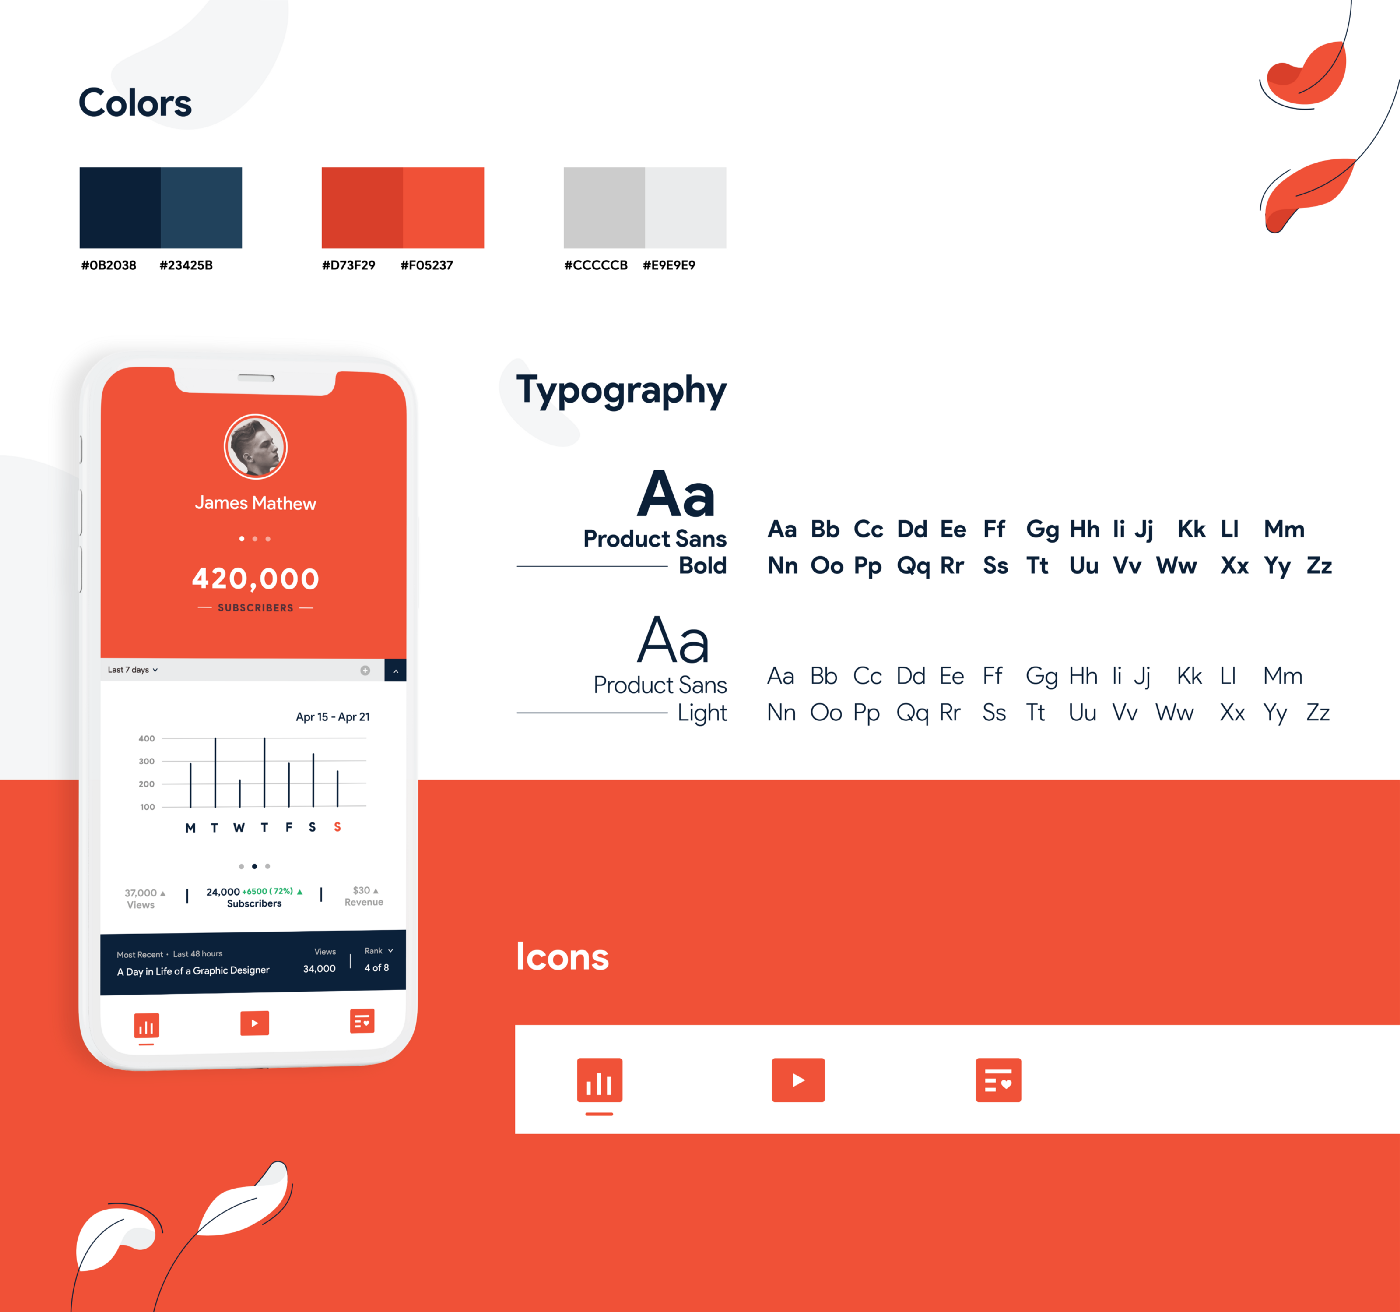 Colors
#0B2038 #23425B #D73F29 #F05237 #CCCCCB #E9E9E9
James Mathew
420,000
SUBSCRIBERS
Last 7 days
Apr 15 - Apr 21
400
300
200
100
M T W T F S S
37,000 ▲ 24,000 +6500 (72%) ▲ $30 ▲
Views Subscribers Revenue
Most Recent • Last 48 hours Views Rank
A Day in Life of a Graphic Designer 34,000 4 of 8
Typography
Aa
Product Sans
Bold
Aa Bb Cc Dd Ee Ff Gg Hh Ii Jj Kk Ll Mm
Nn Oo Pp Qq Rr Ss Tt Uu Vv Ww Xx Yy Zz
Aa
Product Sans
Light
Aa Bb Cc Dd Ee Ff Gg Hh Ii Jj Kk Ll Mm
Nn Oo Pp Qq Rr Ss Tt Uu Vv Ww Xx Yy Zz
Icons